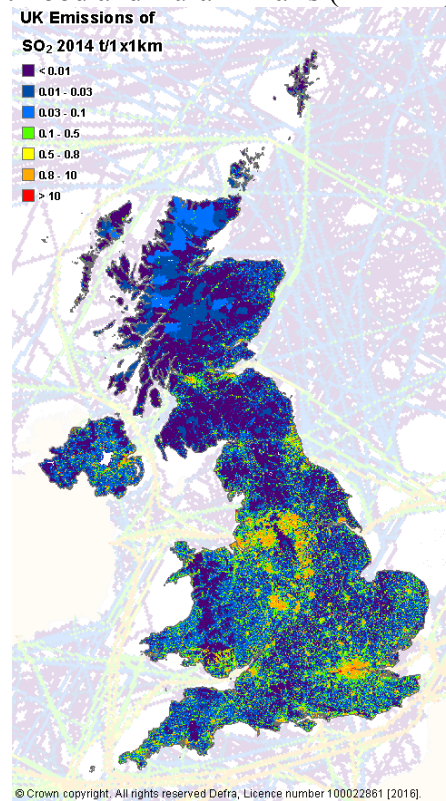 UK Emissions of
SO₂ 2014 t/1x1km
< 0.01
0.01 - 0.03
0.03 - 0.1
0.1 - 0.5
0.5 - 0.8
0.8 - 10
> 10
© Crown copyright. All rights reserved Defra, Licence number 100022861 [2016].